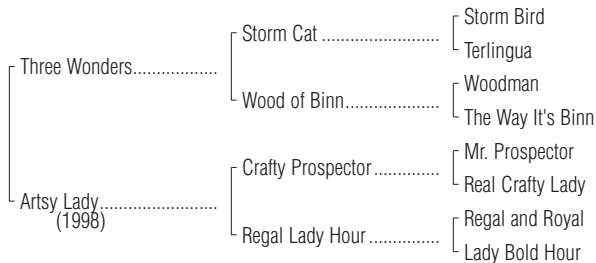 Storm Bird
Storm Cat ........................
Terlingua
Three Wonders.................
Woodman
Wood of Binn...................
The Way It's Binn
Mr. Prospector
Crafty Prospector .............
Real Crafty Lady
Artsy Lady........................
(1998)
Regal and Royal
Regal Lady Hour ..............
Lady Bold Hour